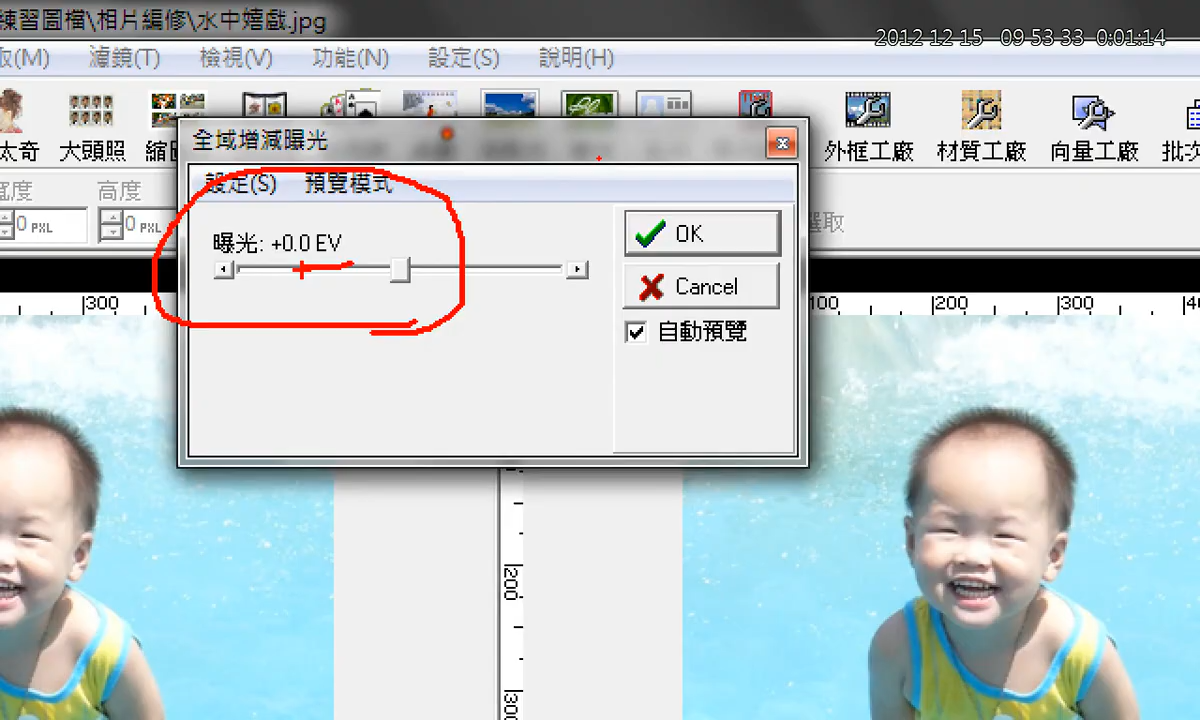 練習圖檔\相片編修\水中嬉戲.jpg
2012 12 15 09 53 33 0:01:14
取(M) 濾鏡(T) 檢視(V) 功能(N) 設定(S) 說明(H)
太奇 大頭照 縮圖 外框工廠 材質工廠 向量工廠 批次
全域增減曝光
設定(S) 預覽模式
寬度 高度
0 PXL 0 PXL
選取
曝光: +0.0 EV
OK
Cancel
自動預覽
300 100 200 300
200
300